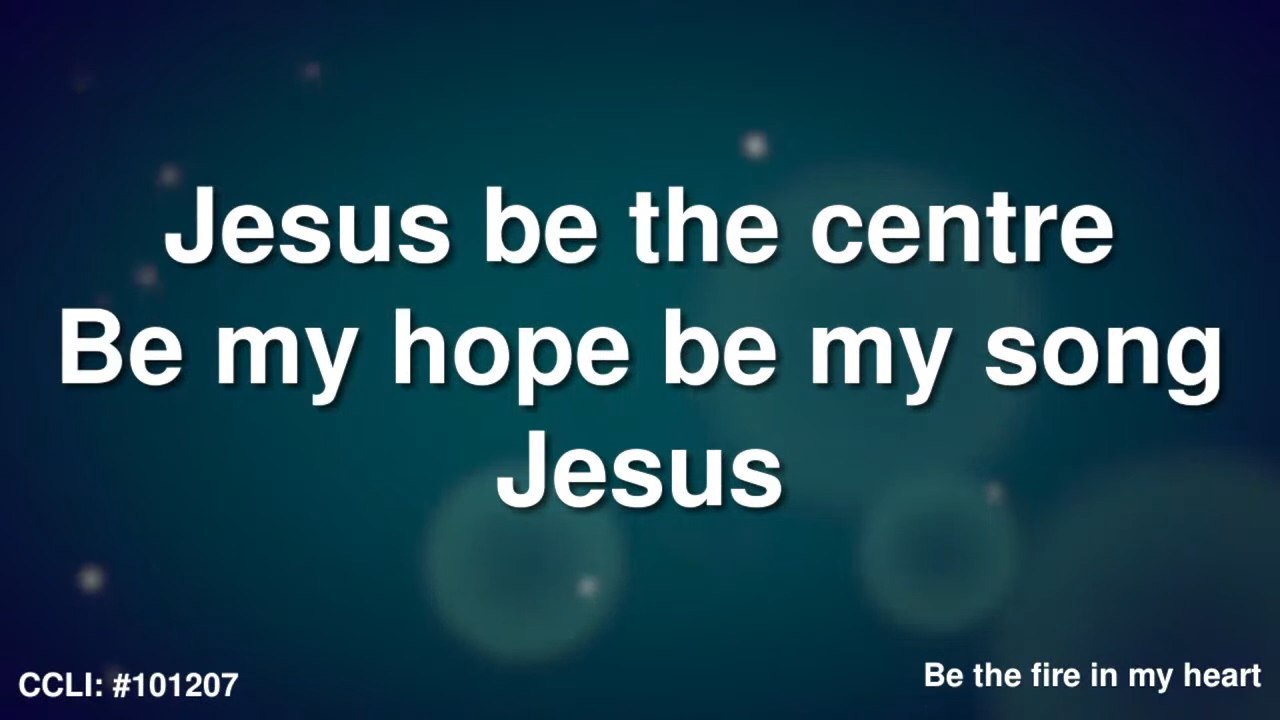 Jesus be the centre
Be my hope be my song
Jesus
CCLI: #101207
Be the fire in my heart